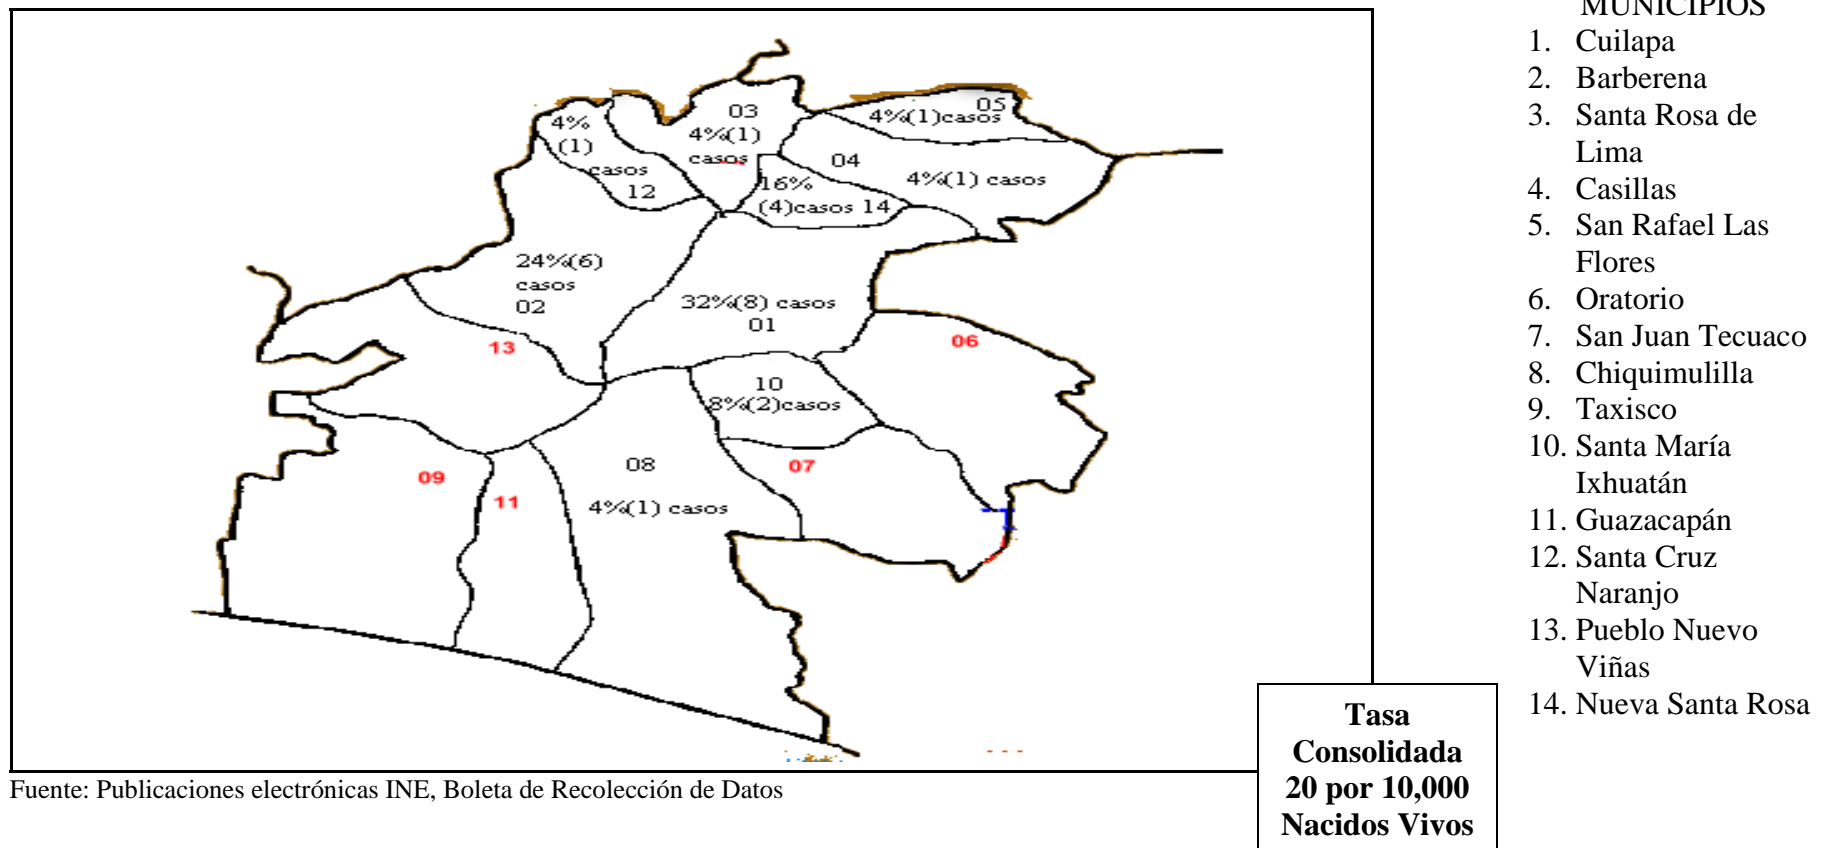 MUNICIPIOS
1. Cuilapa
2. Barberena
3. Santa Rosa de
Lima
4. Casillas
5. San Rafael Las
Flores
6. Oratorio
7. San Juan Tecuaco
8. Chiquimulilla
9. Taxisco
10. Santa María
Ixhuatán
11. Guazacapán
12. Santa Cruz
Naranjo
13. Pueblo Nuevo
Viñas
14. Nueva Santa Rosa
03
4%(1)
casos
05
4%(1)casos
4%
(1)
casos
12
04
4%(1) casos
16%
(4)casos 14
24%(6)
casos
02
32%(8) casos
01
13
06
10
8%(2)casos
08
4%(1) casos
07
09
11
Tasa
Consolidada
20 por 10,000
Nacidos Vivos
Fuente: Publicaciones electrónicas INE, Boleta de Recolección de Datos